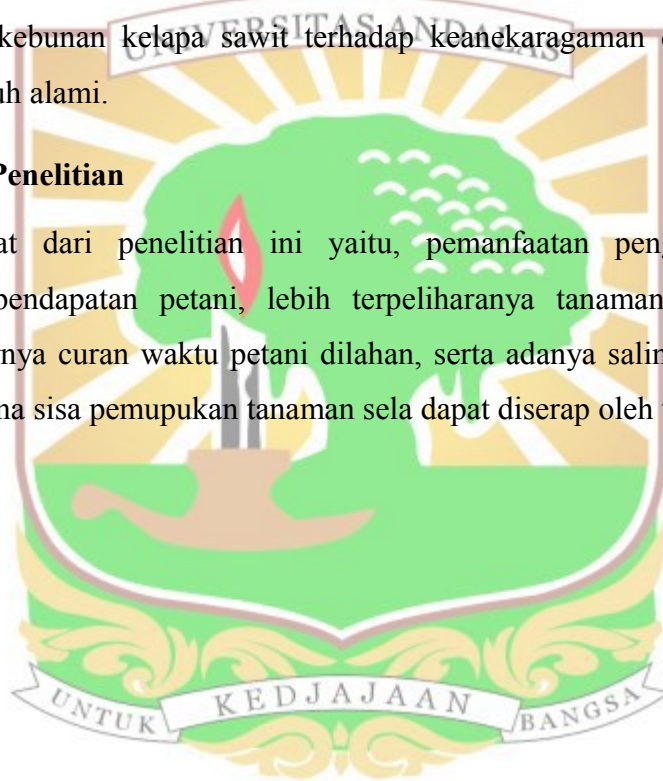 UNIVERSITAS ANDALAS
kebunan kelapa sawit terhadap keanekaragaman
uh alami.
Penelitian
at dari penelitian ini yaitu, pemanfaatan pen
pendapatan petani, lebih terpeliharanya tanaman
rnya curan waktu petani dilahan, serta adanya salin
na sisa pemupukan tanaman sela dapat diserap oleh
UNTUK KEDJAJAAN BANGSA